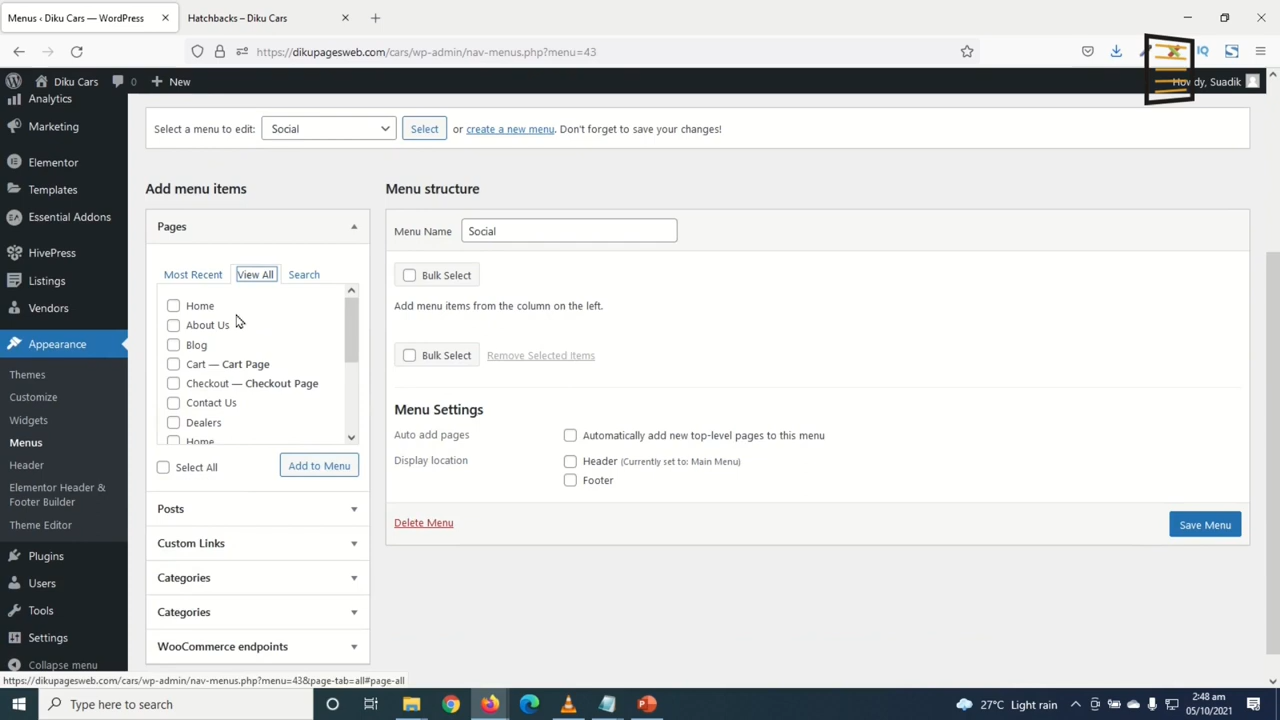 Menus ‹ Diku Cars — WordPress
Hatchbacks – Diku Cars
https://dikupagesweb.com/cars/wp-admin/nav-menus.php?menu=43
Diku Cars 0 New
Howdy, Suadik
Analytics
Marketing
Elementor
Templates
Essential Addons
HivePress
Listings
Vendors
Appearance
Themes
Customize
Widgets
Menus
Header
Elementor Header &
Footer Builder
Theme Editor
Plugins
Users
Tools
Settings
Collapse menu
Select a menu to edit: Social Select or create a new menu. Don't forget to save your changes!
Add menu items
Pages
Most Recent View All Search
Home
About Us
Blog
Cart — Cart Page
Checkout — Checkout Page
Contact Us
Dealers
Home
Select All Add to Menu
Posts
Custom Links
Categories
Categories
WooCommerce endpoints
Menu structure
Menu Name Social
Bulk Select
Add menu items from the column on the left.
Bulk Select Remove Selected Items
Menu Settings
Auto add pages Automatically add new top-level pages to this menu
Display location Header (Currently set to: Main Menu)
Footer
Delete Menu Save Menu
https://dikupagesweb.com/cars/wp-admin/nav-menus.php?menu=43&page-tab=all#page-all
Type here to search
27°C Light rain
2:48 am
05/10/2021